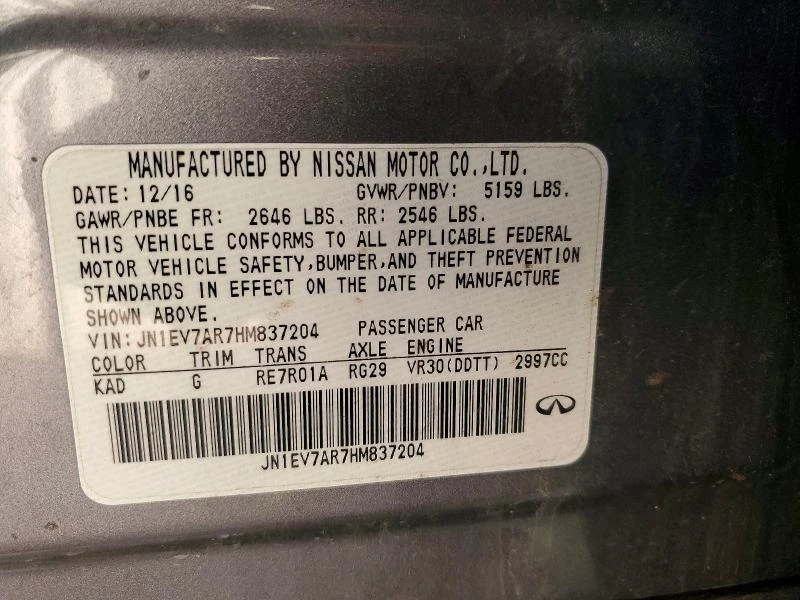 MANUFACTURED BY NISSAN MOTOR CO.,LTD.
DATE: 12/16 GVWR/PNBV: 5159 LBS.
GAWR/PNBE FR: 2646 LBS. RR: 2546 LBS.
THIS VEHICLE CONFORMS TO ALL APPLICABLE FEDERAL
MOTOR VEHICLE SAFETY,BUMPER,AND THEFT PREVENTION
STANDARDS IN EFFECT ON THE DATE OF MANUFACTURE
SHOWN ABOVE.
VIN:JN1EV7AR7HM837204 PASSENGER CAR
COLOR TRIM TRANS AXLE ENGINE
KAD G RE7R01A RG29 VR30(DDTT) 2997CC
JN1EV7AR7HM837204